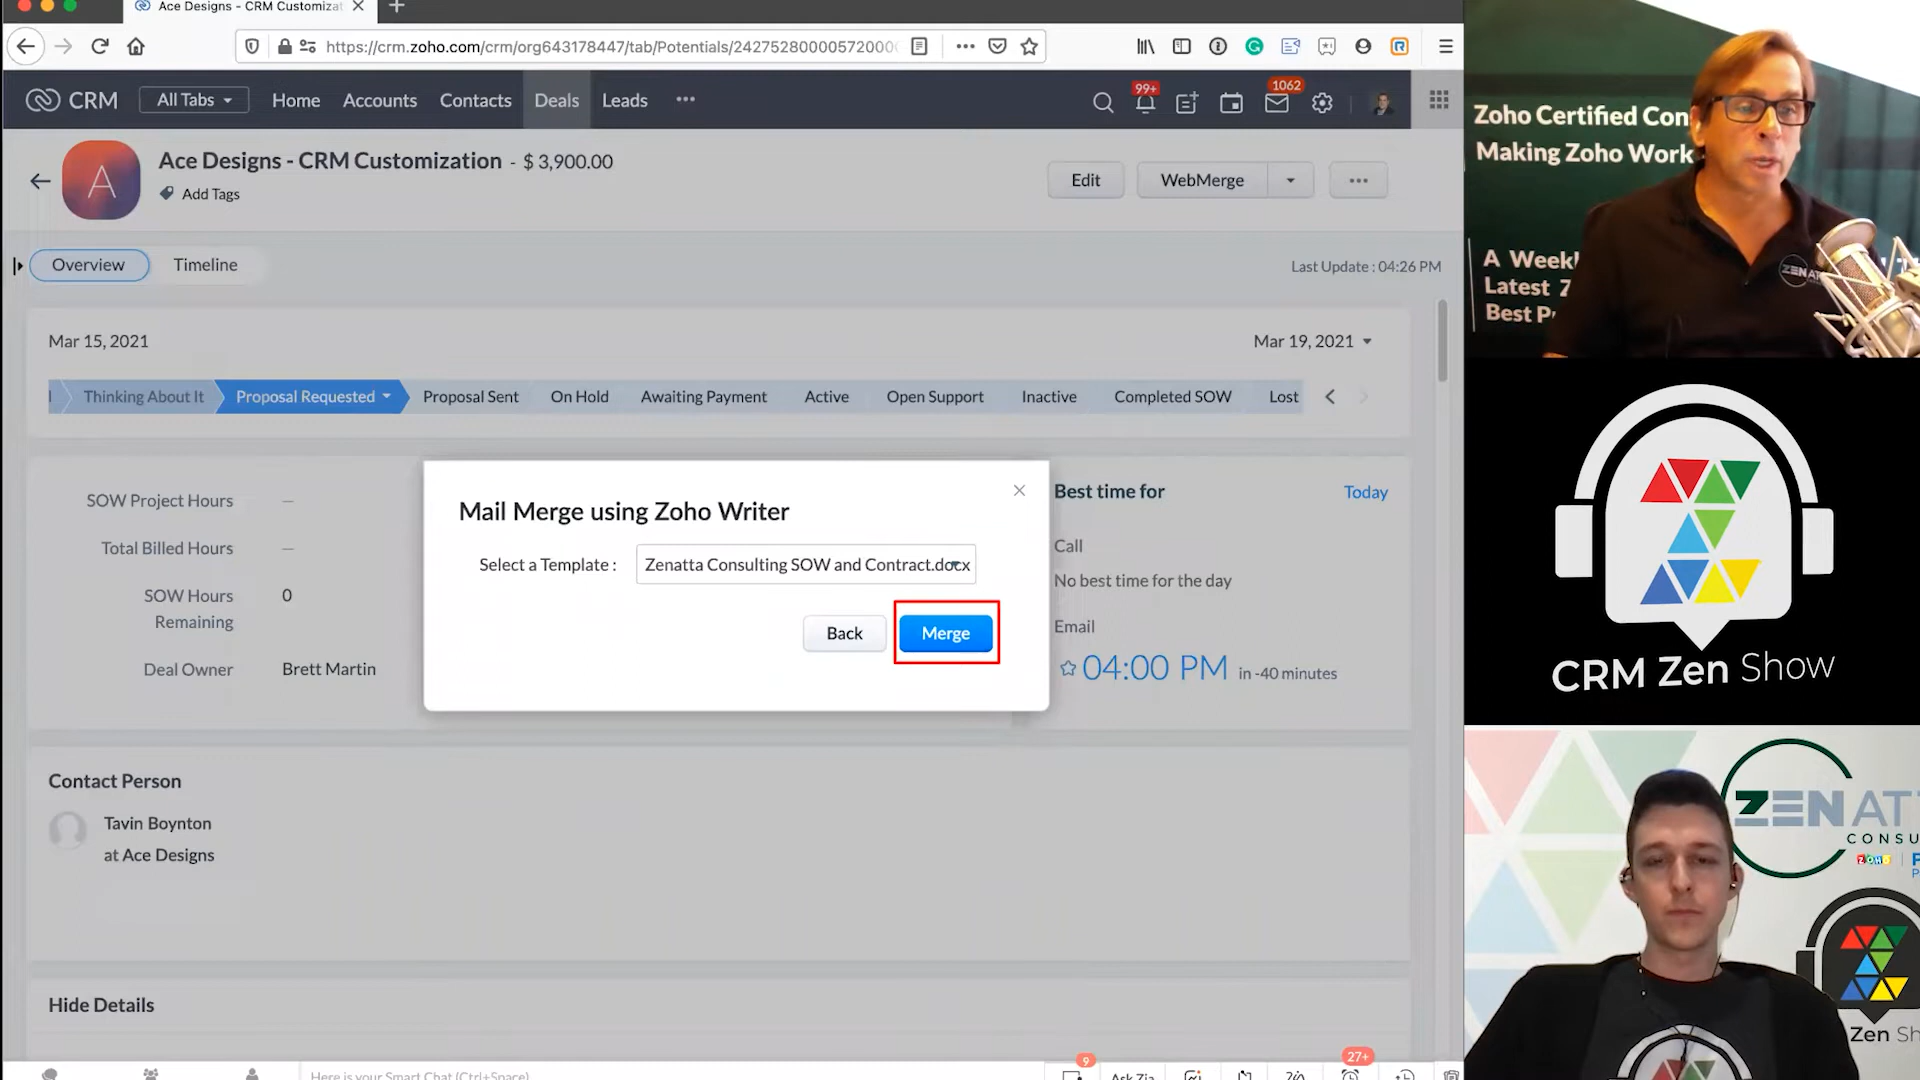 Ace Designs - CRM Customizat
https://crm.zoho.com/crm/org643178447/tab/Potentials/2427528000057200
CRM
All Tabs
Home
Accounts
Contacts
Deals
Leads
99+
1062
Ace Designs - CRM Customization - $ 3,900.00
Add Tags
Edit
WebMerge
Overview
Timeline
Last Update : 04:26 PM
Mar 15, 2021
Mar 19, 2021
Thinking About It
Proposal Requested
Proposal Sent
On Hold
Awaiting Payment
Active
Open Support
Inactive
Completed SOW
Lost
SOW Project Hours —
Total Billed Hours —
SOW Hours Remaining 0
Deal Owner Brett Martin
Mail Merge using Zoho Writer
Select a Template : Zenatta Consulting SOW and Contract.docx
Back
Merge
Best time for
Today
Call
No best time for the day
Email
04:00 PM in -40 minutes
Contact Person
Tavin Boynton
at Ace Designs
Hide Details
Here is your Smart Chat (Ctrl+Space)
9
Ask Zia
27+
Zoho Certified Con
Making Zoho Work
A Weekl
Latest Z
Best Pr
ZENAT
CRM Zen Show
ZENAT
CONSU
ZOHO
Zen Sh